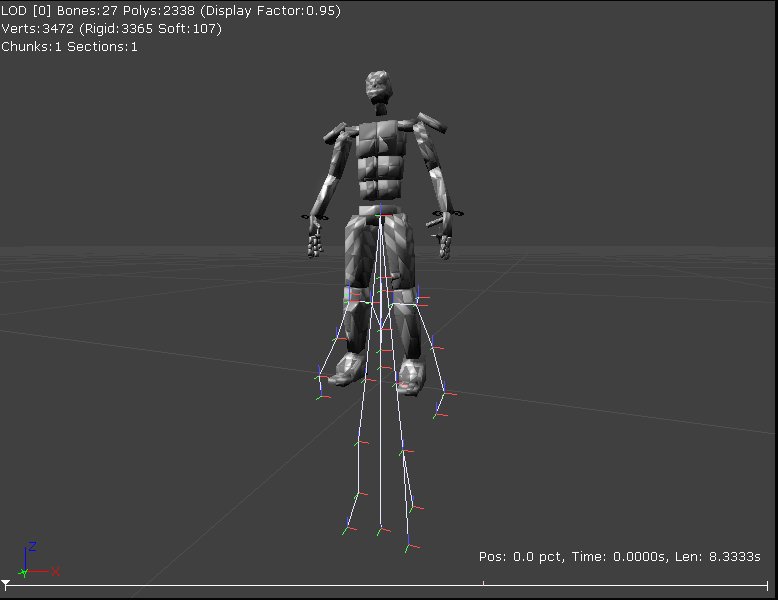 LOD [0] Bones:27 Polys:2338 (Display Factor:0.95)
Verts:3472 (Rigid:3365 Soft:107)
Chunks:1 Sections:1
Z
X
Y
Pos: 0.0 pct, Time: 0.0000s, Len: 8.3333s